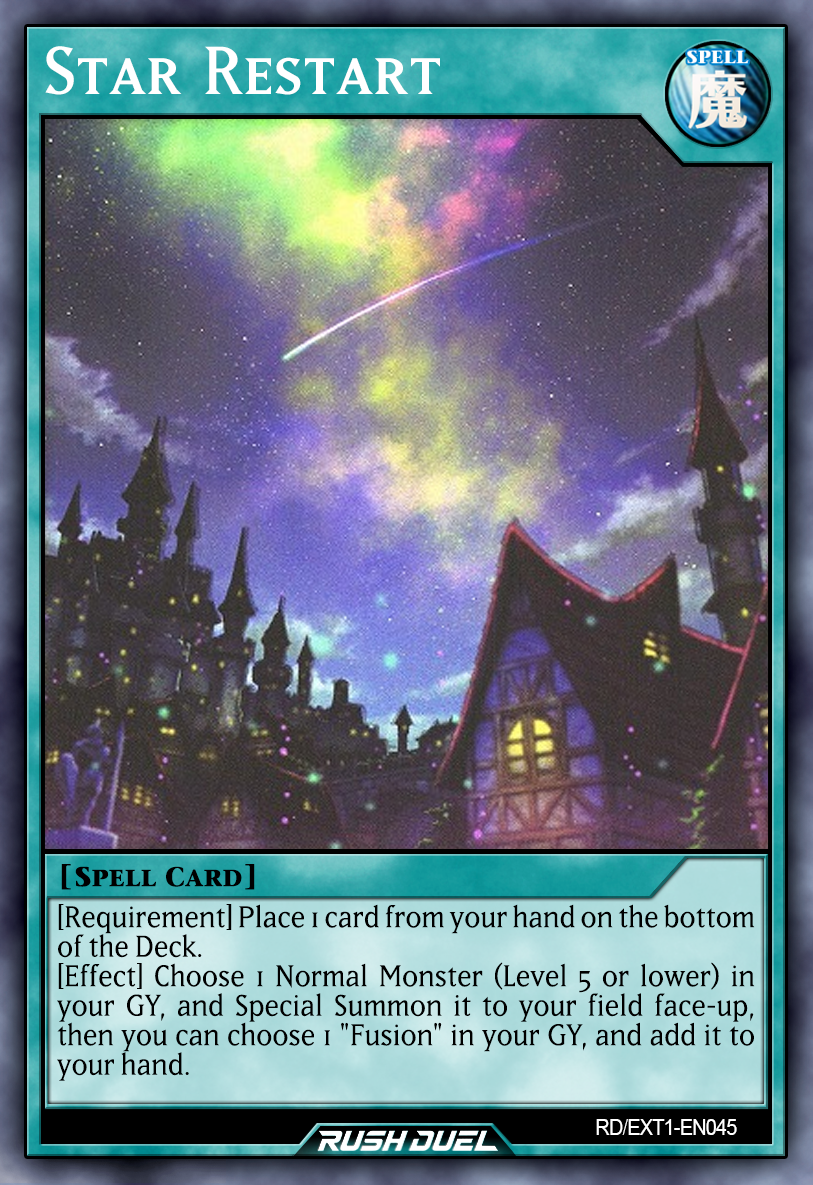 Star Restart
SPELL
魔
[Spell Card]
[Requirement] Place 1 card from your hand on the bottom
of the Deck.
[Effect] Choose 1 Normal Monster (Level 5 or lower) in
your GY, and Special Summon it to your field face-up,
then you can choose 1 "Fusion" in your GY, and add it to
your hand.
RD/EXT1-EN045
RUSH DUEL